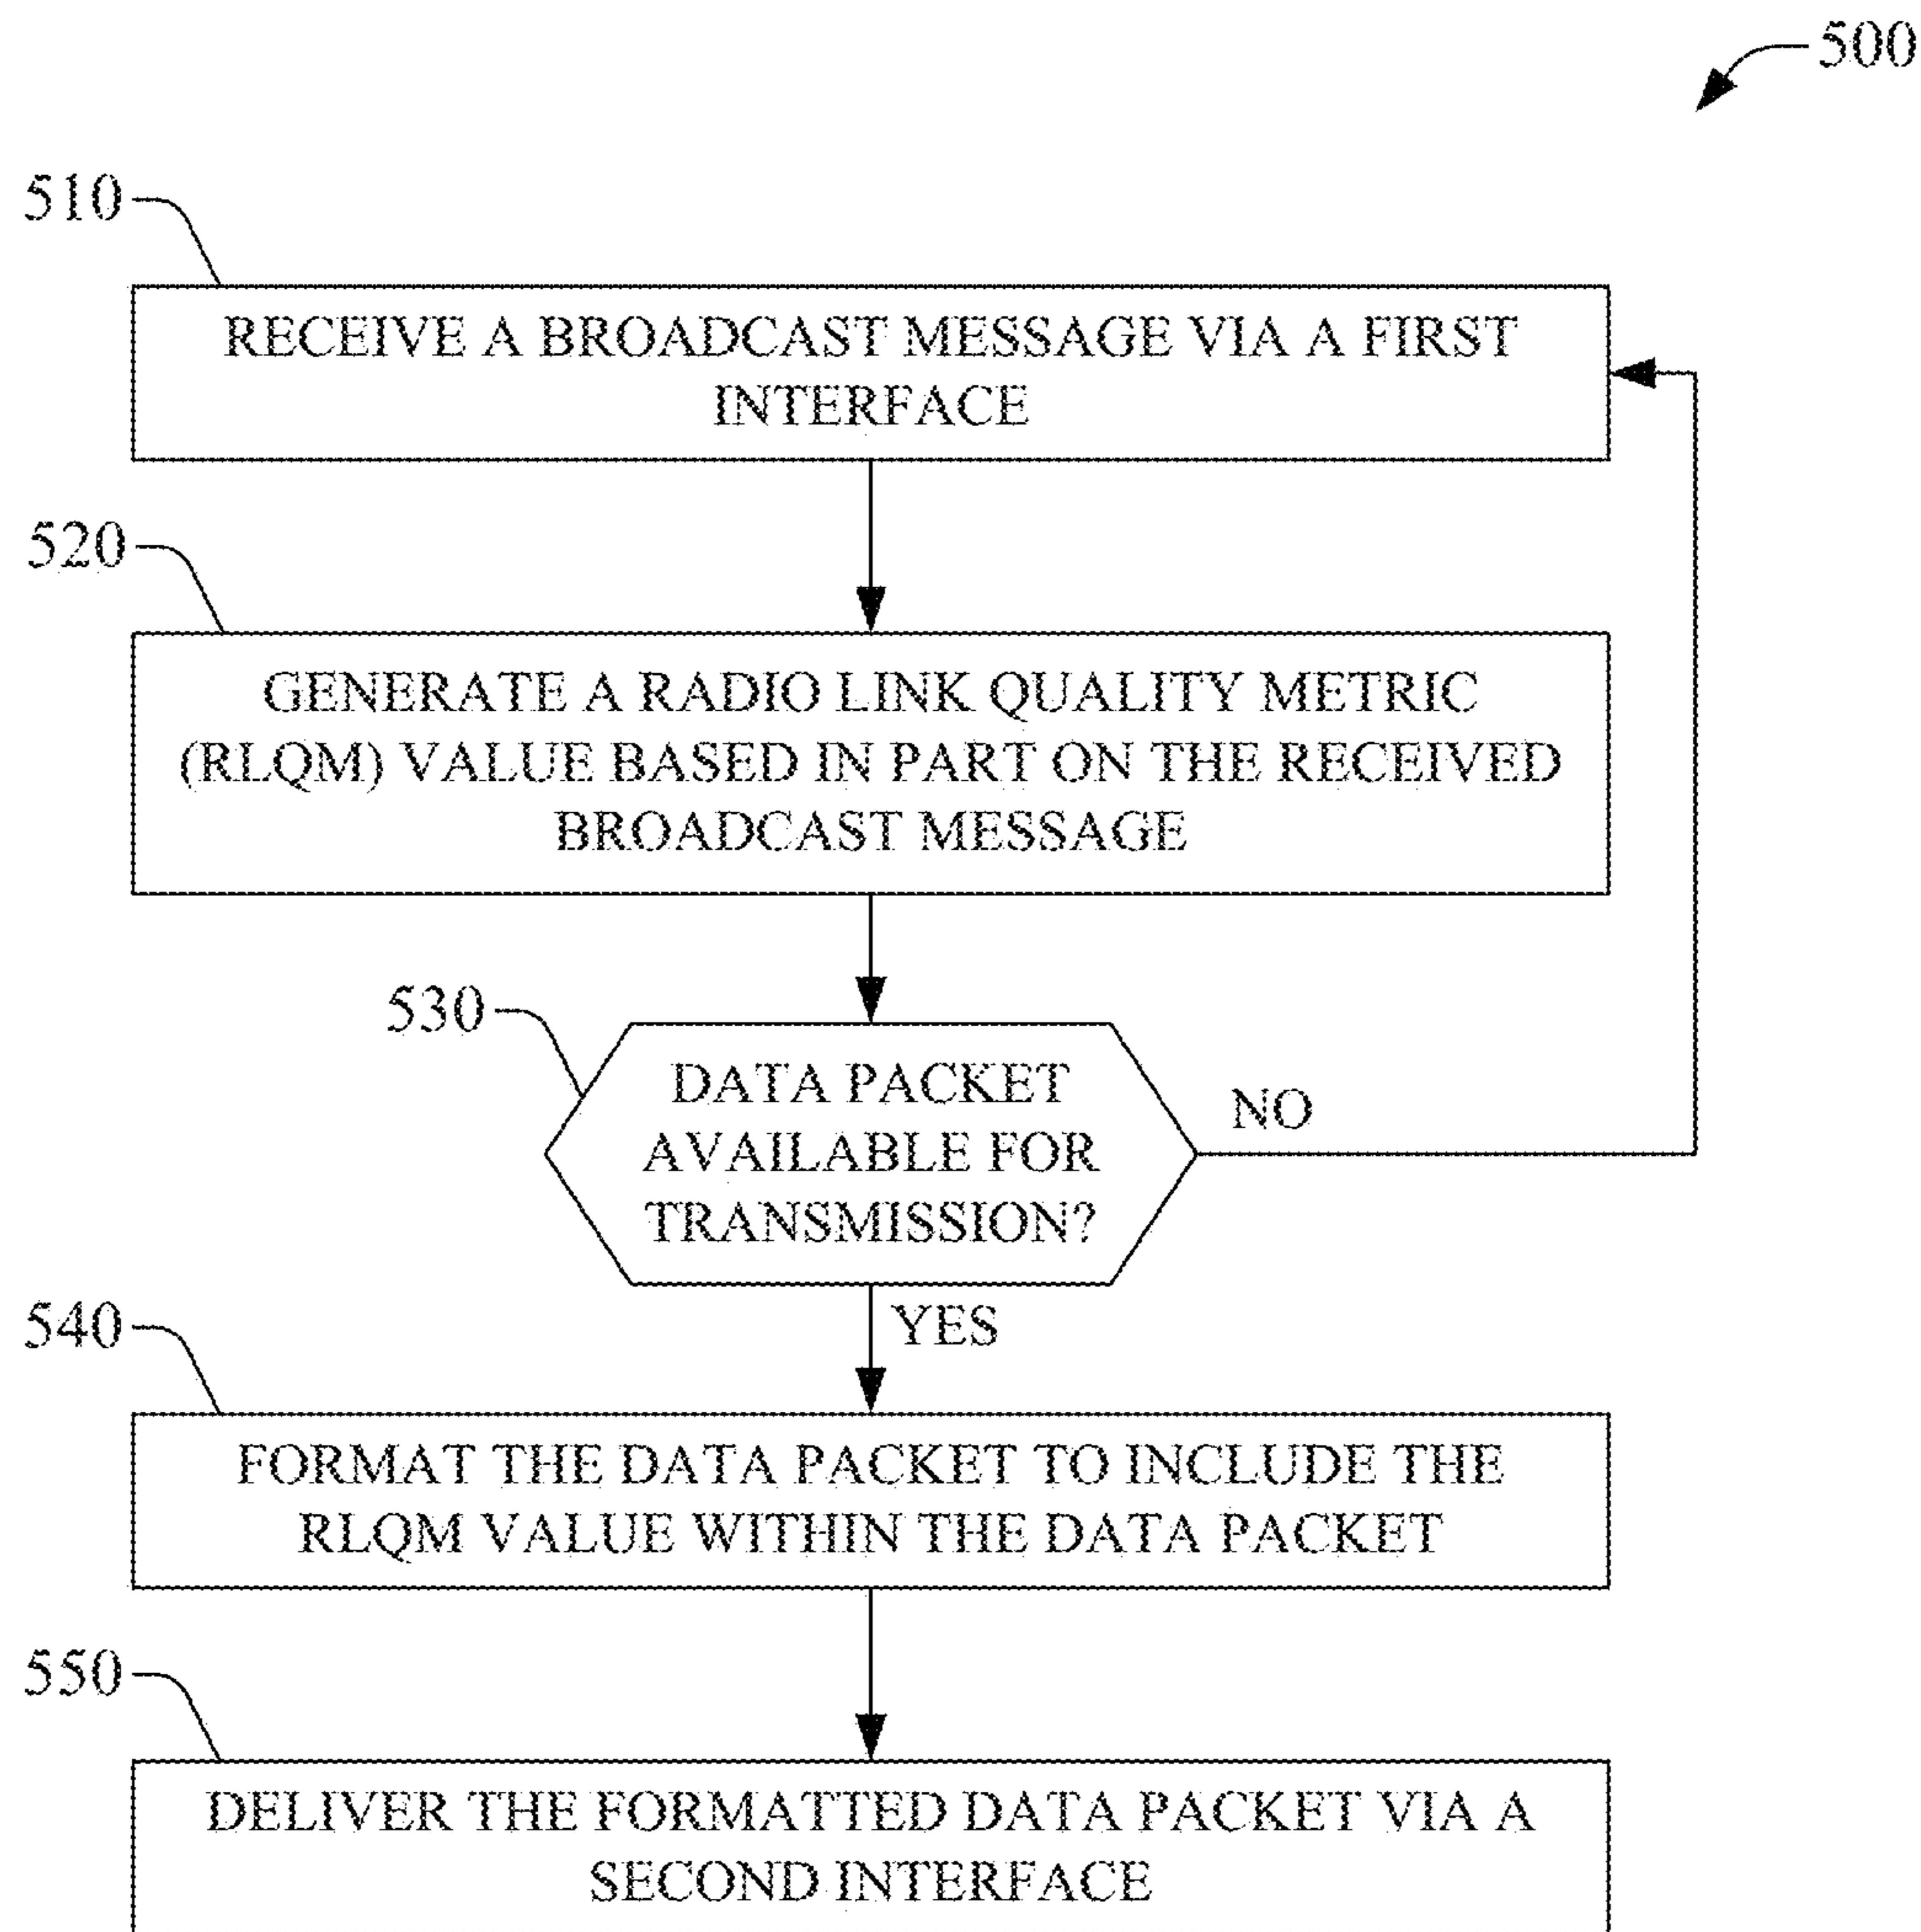 500
510
RECEIVE A BROADCAST MESSAGE VIA A FIRST
INTERFACE
520
GENERATE A RADIO LINK QUALITY METRIC
(RLQM) VALUE BASED IN PART ON THE RECEIVED
BROADCAST MESSAGE
530
DATA PACKET
AVAILABLE FOR
TRANSMISSION?
NO
YES
540
FORMAT THE DATA PACKET TO INCLUDE THE
RLQM VALUE WITHIN THE DATA PACKET
550
DELIVER THE FORMATTED DATA PACKET VIA A
SECOND INTERFACE